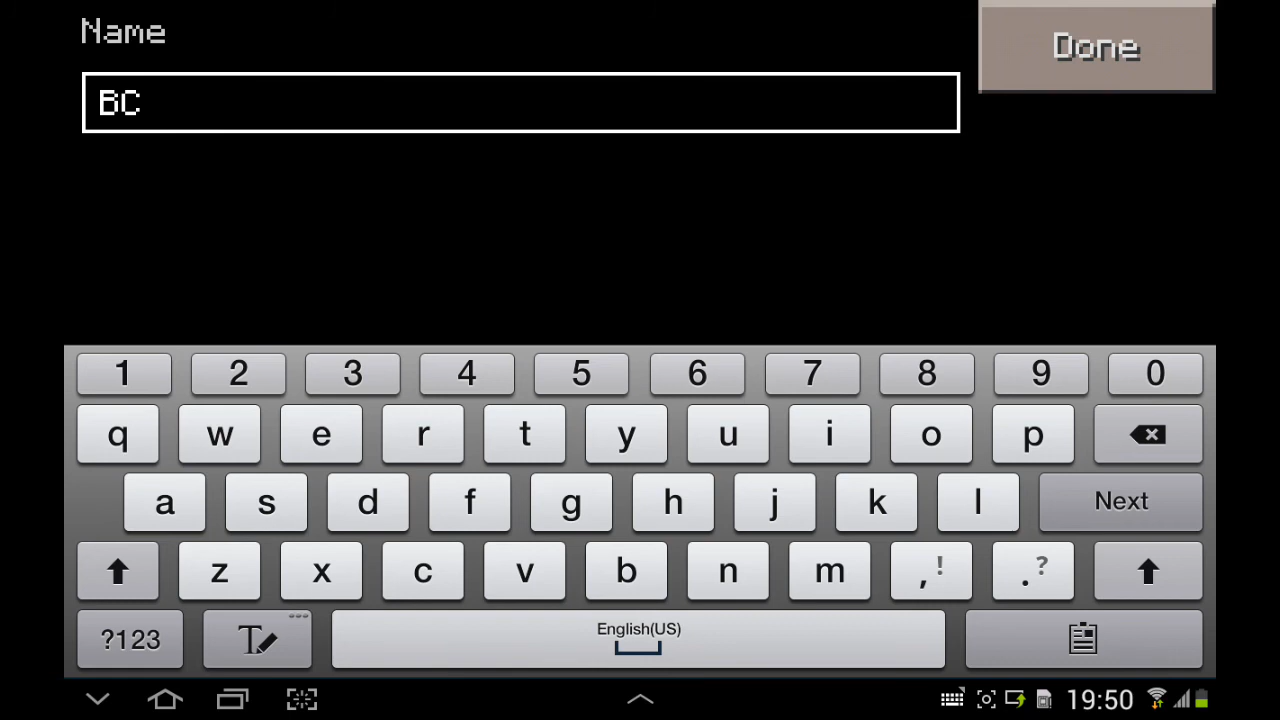 Name
Done
BC
1 2 3 4 5 6 7 8 9 0
q w e r t y u i o p
a s d f g h j k l Next
z x c v b n m ,! .?
?123 T English(US)
19:50